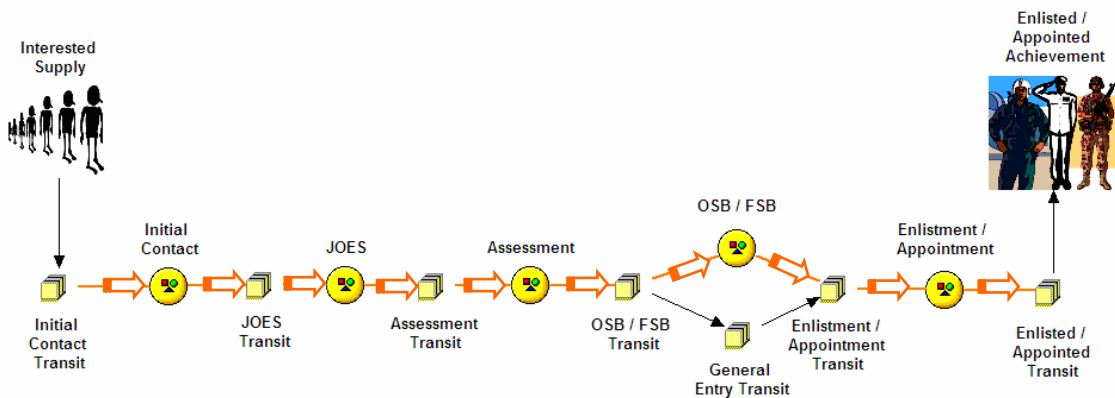 Interested
Supply
Enlisted /
Appointed
Achievement
Initial
Contact
JOES
Assessment
OSB / FSB
Enlistment /
Appointment
Initial
Contact
Transit
JOES
Transit
Assessment
Transit
OSB / FSB
Transit
General
Entry Transit
Enlistment /
Appointment
Transit
Enlisted /
Appointed
Transit